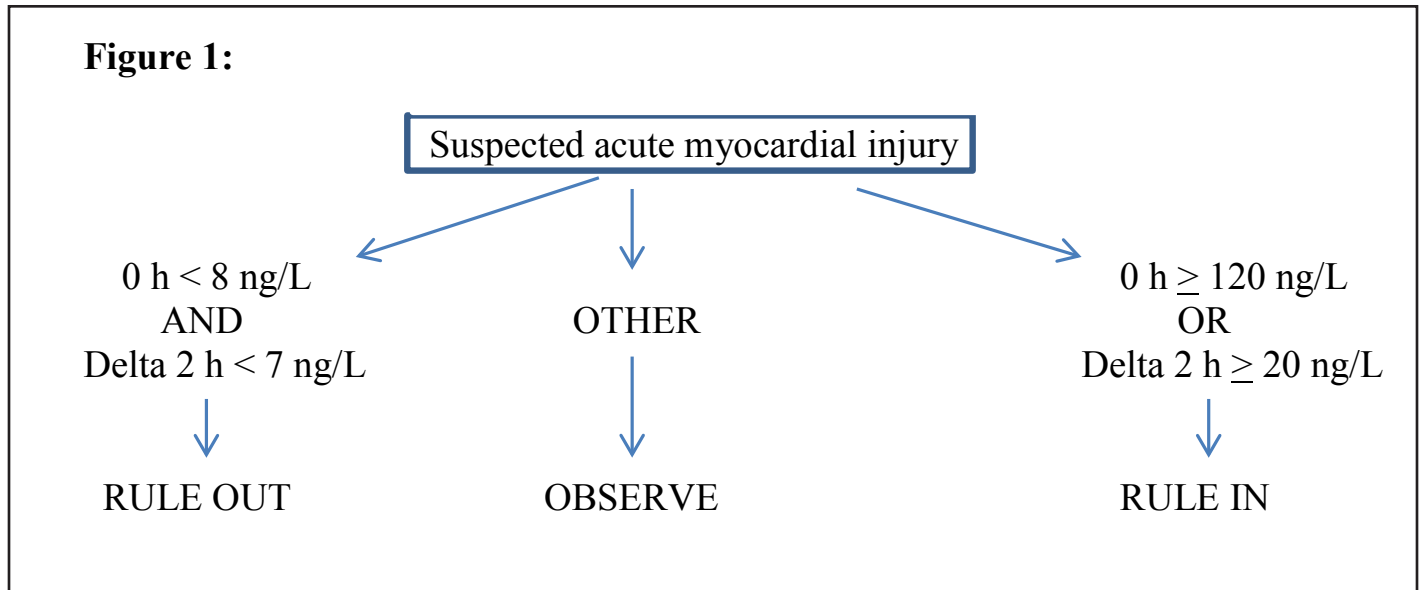 Figure 1:
Suspected acute myocardial injury
0 h < 8 ng/L
AND
Delta 2 h < 7 ng/L
RULE OUT
OTHER
OBSERVE
0 h ≥ 120 ng/L
OR
Delta 2 h ≥ 20 ng/L
RULE IN